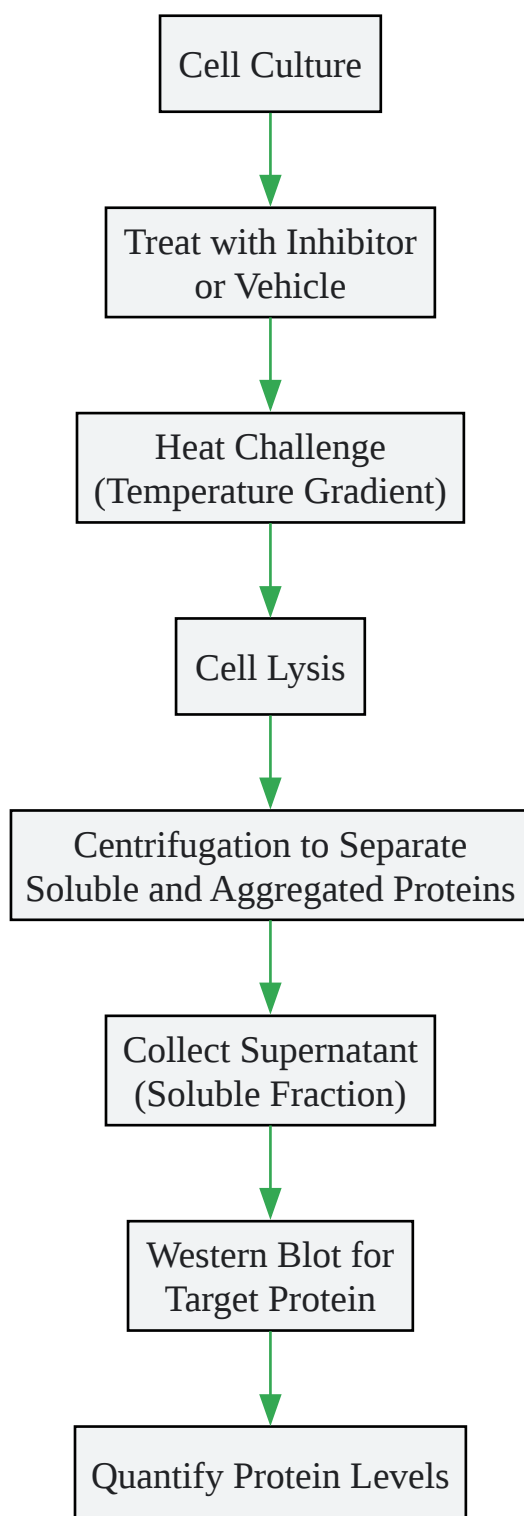 Cell Culture
Treat with Inhibitor
or Vehicle
Heat Challenge
(Temperature Gradient)
Cell Lysis
Centrifugation to Separate
Soluble and Aggregated Proteins
Collect Supernatant
(Soluble Fraction)
Western Blot for
Target Protein
Quantify Protein Levels